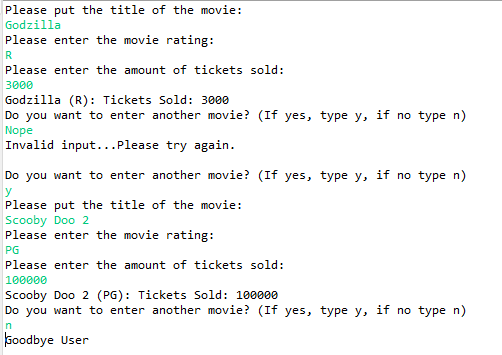 Please put the title of the movie:
Godzilla
Please enter the movie rating:
R
Please enter the amount of tickets sold:
3000
Godzilla (R): Tickets Sold: 3000
Do you want to enter another movie? (If yes, type y, if no type n)
Nope
Invalid input...Please try again.

Do you want to enter another movie? (If yes, type y, if no type n)
y
Please put the title of the movie:
Scooby Doo 2
Please enter the movie rating:
PG
Please enter the amount of tickets sold:
100000
Scooby Doo 2 (PG): Tickets Sold: 100000
Do you want to enter another movie? (If yes, type y, if no type n)
n
Goodbye User